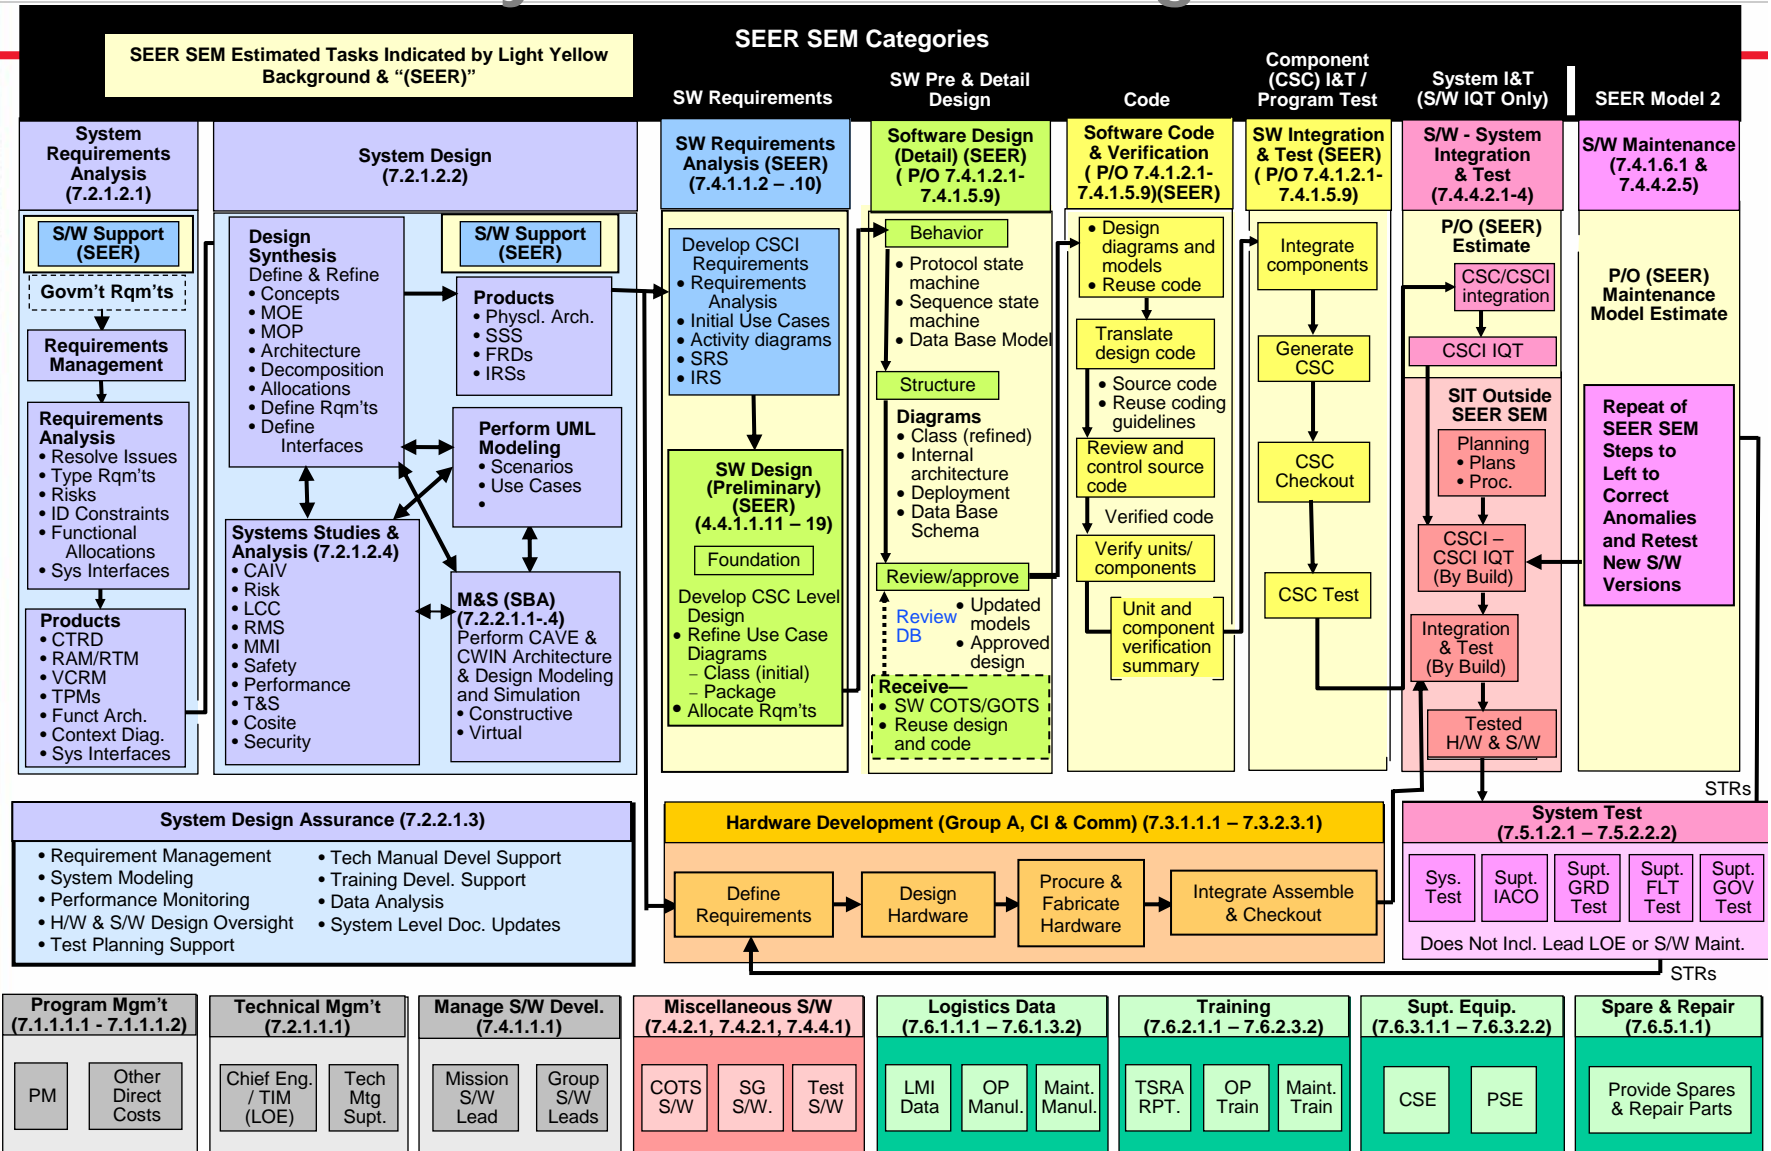 SEER SEM Estimated Tasks Indicated by Light Yellow
Background & “(SEER)”
SEER SEM Categories
SW Requirements
SW Pre & Detail
Design
Code
Component
(CSC) I&T /
Program Test
System I&T
(S/W IQT Only)
SEER Model 2
System
Requirements
Analysis
(7.2.1.2.1)
System Design
(7.2.1.2.2)
SW Requirements
Analysis (SEER)
(7.4.1.1.2 – .10)
Software Design
(Detail) (SEER)
( P/O 7.4.1.2.1-
7.4.1.5.9)
Software Code
& Verification
( P/O 7.4.1.2.1-
7.4.1.5.9)(SEER)
SW Integration
& Test (SEER)
( P/O 7.4.1.2.1-
7.4.1.5.9)
S/W - System
Integration
& Test
(7.4.4.2.1-4)
S/W Maintenance
(7.4.1.6.1 &
7.4.4.2.5)
S/W Support
(SEER)
Govm’t Rqm’ts
Requirements
Management
Requirements
Analysis
• Resolve Issues
• Type Rqm’ts
• Risks
• ID Constraints
• Functional
Allocations
• Sys Interfaces
Products
• CTRD
• RAM/RTM
• VCRM
• TPMs
• Funct Arch.
• Context Diag.
• Sys Interfaces
Design
Synthesis
Define & Refine
• Concepts
• MOE
• MOP
• Architecture
• Decomposition
• Allocations
• Define Rqm’ts
• Define
Interfaces
S/W Support
(SEER)
Products
• Physcl. Arch.
• SSS
• FRDs
• IRSs
Perform UML
Modeling
• Scenarios
• Use Cases
•
Systems Studies &
Analysis (7.2.1.2.4)
• CAIV
• Risk
• LCC
• RMS
• MMI
• Safety
• Performance
• T&S
• Cosite
• Security
M&S (SBA)
(7.2.2.1.1-.4)
Perform CAVE &
CWIN Architecture
& Design Modeling
and Simulation
• Constructive
• Virtual
Develop CSCI
Requirements
• Requirements
Analysis
• Initial Use Cases
• Activity diagrams
• SRS
• IRS
SW Design
(Preliminary)
(SEER)
(4.4.1.1.11 – 19)
Foundation
Develop CSC Level
Design
• Refine Use Case
Diagrams
– Class (initial)
– Package
• Allocate Rqm’ts
Behavior
• Protocol state
machine
• Sequence state
machine
• Data Base Model
Structure
Diagrams
• Class (refined)
• Internal
architecture
• Deployment
• Data Base
Schema
Review/approve
Review
DB
• Updated
models
• Approved
design
Receive—
• SW COTS/GOTS
• Reuse design
and code
• Design
diagrams and
models
• Reuse code
Translate
design code
• Source code
• Reuse coding
guidelines
Review and
control source
code
Verified code
Verify units/
components
Unit and
component
verification
summary
Integrate
components
Generate
CSC
CSC
Checkout
CSC Test
P/O (SEER)
Estimate
CSC/CSCI
integration
CSCI IQT
SIT Outside
SEER SEM
Planning
• Plans
• Proc.
CSCI –
CSCI IQT
(By Build)
Integration
& Test
(By Build)
Tested
H/W & S/W
P/O (SEER)
Maintenance
Model Estimate
Repeat of
SEER SEM
Steps to
Left to
Correct
Anomalies
and Retest
New S/W
Versions
STRs
System Design Assurance (7.2.2.1.3)
• Requirement Management
• System Modeling
• Performance Monitoring
• H/W & S/W Design Oversight
• Test Planning Support
• Tech Manual Devel Support
• Training Devel. Support
• Data Analysis
• System Level Doc. Updates
Hardware Development (Group A, CI & Comm) (7.3.1.1.1 – 7.3.2.3.1)
Define
Requirements
Design
Hardware
Procure &
Fabricate
Hardware
Integrate Assemble
& Checkout
System Test
(7.5.1.2.1 – 7.5.2.2.2)
Sys.
Test
Supt.
IACO
Supt.
GRD
Test
Supt.
FLT
Test
Supt.
GOV
Test
Does Not Incl. Lead LOE or S/W Maint.
STRs
Program Mgm’t
(7.1.1.1.1 - 7.1.1.1.2)
PM
Other
Direct
Costs
Technical Mgm’t
(7.2.1.1.1)
Chief Eng.
/ TIM
(LOE)
Tech
Mtg
Supt.
Manage S/W Devel.
(7.4.1.1.1)
Mission
S/W
Lead
Group
S/W
Leads
Miscellaneous S/W
(7.4.2.1, 7.4.2.1, 7.4.4.1)
COTS
S/W
SG
S/W.
Test
S/W
Logistics Data
(7.6.1.1.1 – 7.6.1.3.2)
LMI
Data
OP
Manul.
Maint.
Manul.
Training
(7.6.2.1.1 – 7.6.2.3.2)
TSRA
RPT.
OP
Train
Maint.
Train
Supt. Equip.
(7.6.3.1.1 – 7.6.3.2.2)
CSE
PSE
Spare & Repair
(7.6.5.1.1)
Provide Spares
& Repair Parts